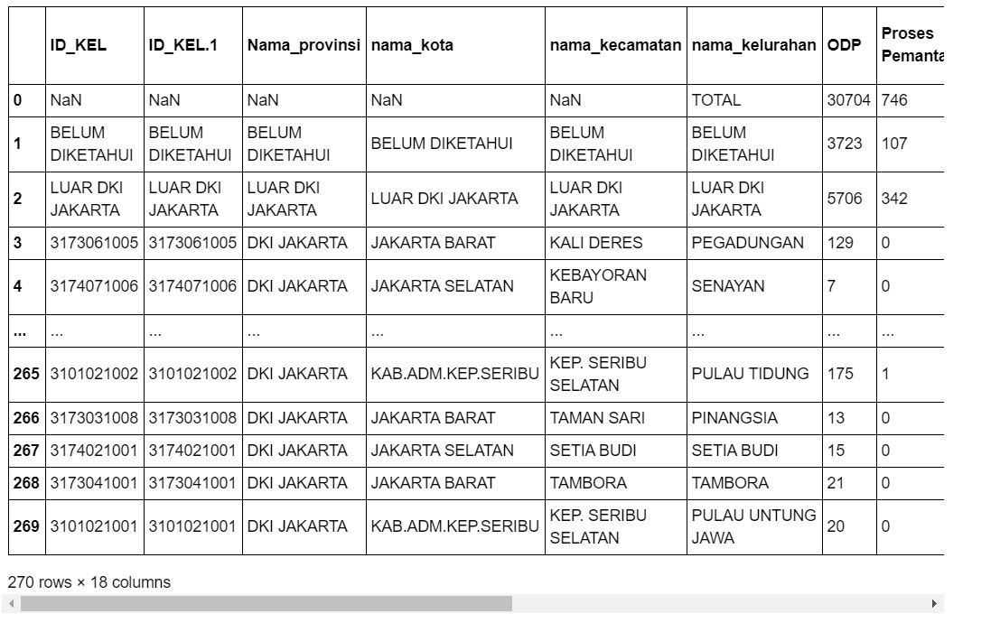 ID_KEL ID_KEL.1 Nama_provinsi nama_kota nama_kecamatan nama_kelurahan ODP Proses Pemanta
0 NaN NaN NaN NaN NaN TOTAL 30704 746
1 BELUM DIKETAHUI BELUM DIKETAHUI BELUM DIKETAHUI BELUM DIKETAHUI BELUM DIKETAHUI BELUM DIKETAHUI 3723 107
2 LUAR DKI JAKARTA LUAR DKI JAKARTA LUAR DKI JAKARTA LUAR DKI JAKARTA LUAR DKI JAKARTA LUAR DKI JAKARTA 5706 342
3 3173061005 3173061005 DKI JAKARTA JAKARTA BARAT KALI DERES PEGADUNGAN 129 0
4 3174071006 3174071006 DKI JAKARTA JAKARTA SELATAN KEBAYORAN BARU SENAYAN 7 0
... ... ... ... ... ... ... ... ...
265 3101021002 3101021002 DKI JAKARTA KAB.ADM.KEP.SERIBU KEP. SERIBU SELATAN PULAU TIDUNG 175 1
266 3173031008 3173031008 DKI JAKARTA JAKARTA BARAT TAMAN SARI PINANGSIA 13 0
267 3174021001 3174021001 DKI JAKARTA JAKARTA SELATAN SETIA BUDI SETIA BUDI 15 0
268 3173041001 3173041001 DKI JAKARTA JAKARTA BARAT TAMBORA TAMBORA 21 0
269 3101021001 3101021001 DKI JAKARTA KAB.ADM.KEP.SERIBU KEP. SERIBU SELATAN PULAU UNTUNG JAWA 20 0
270 rows × 18 columns